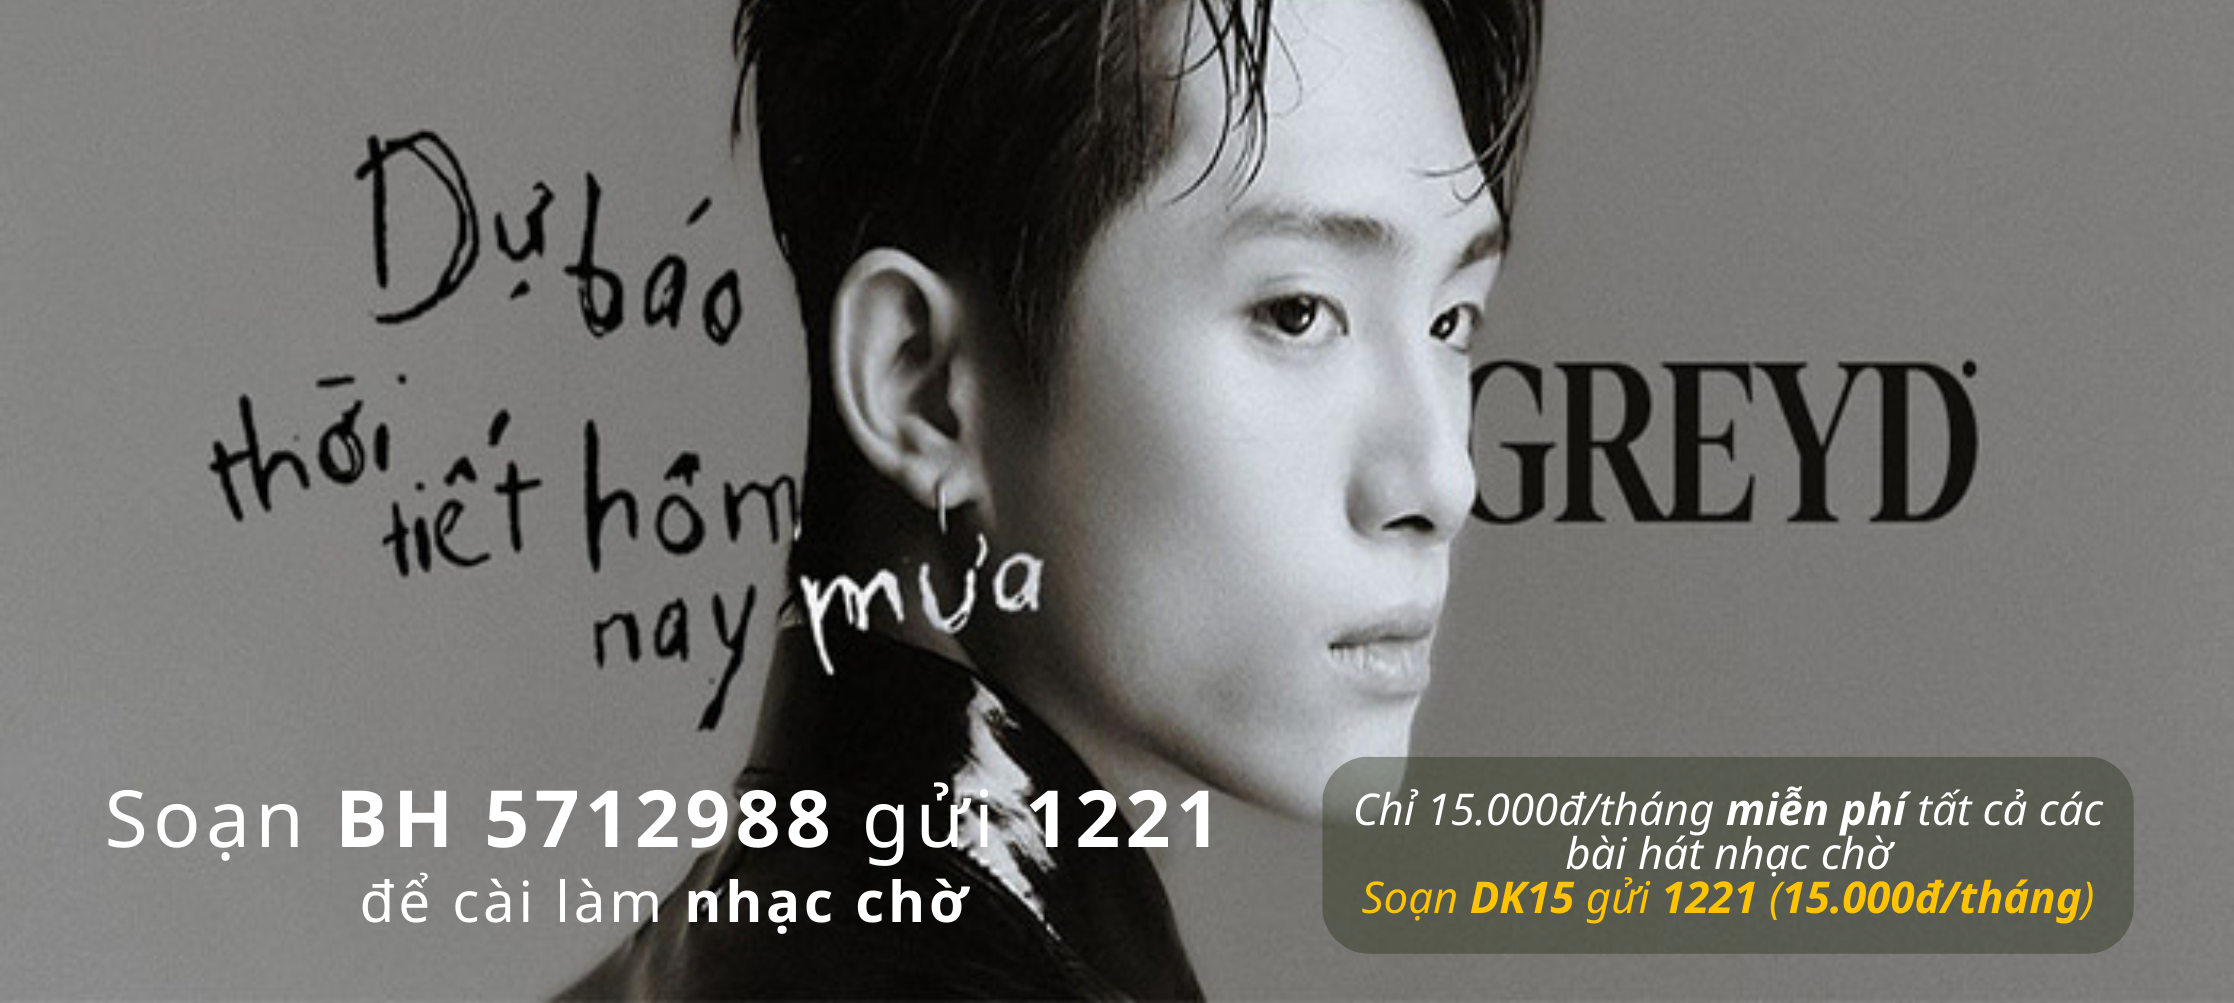 Dự báo
thời
tiết hôm
nay mưa
GREYD
Soạn BH 5712988 gửi 1221
để cài làm nhạc chờ
Chỉ 15.000đ/tháng miễn phí tất cả các
bài hát nhạc chờ
Soạn DK15 gửi 1221 (15.000đ/tháng)